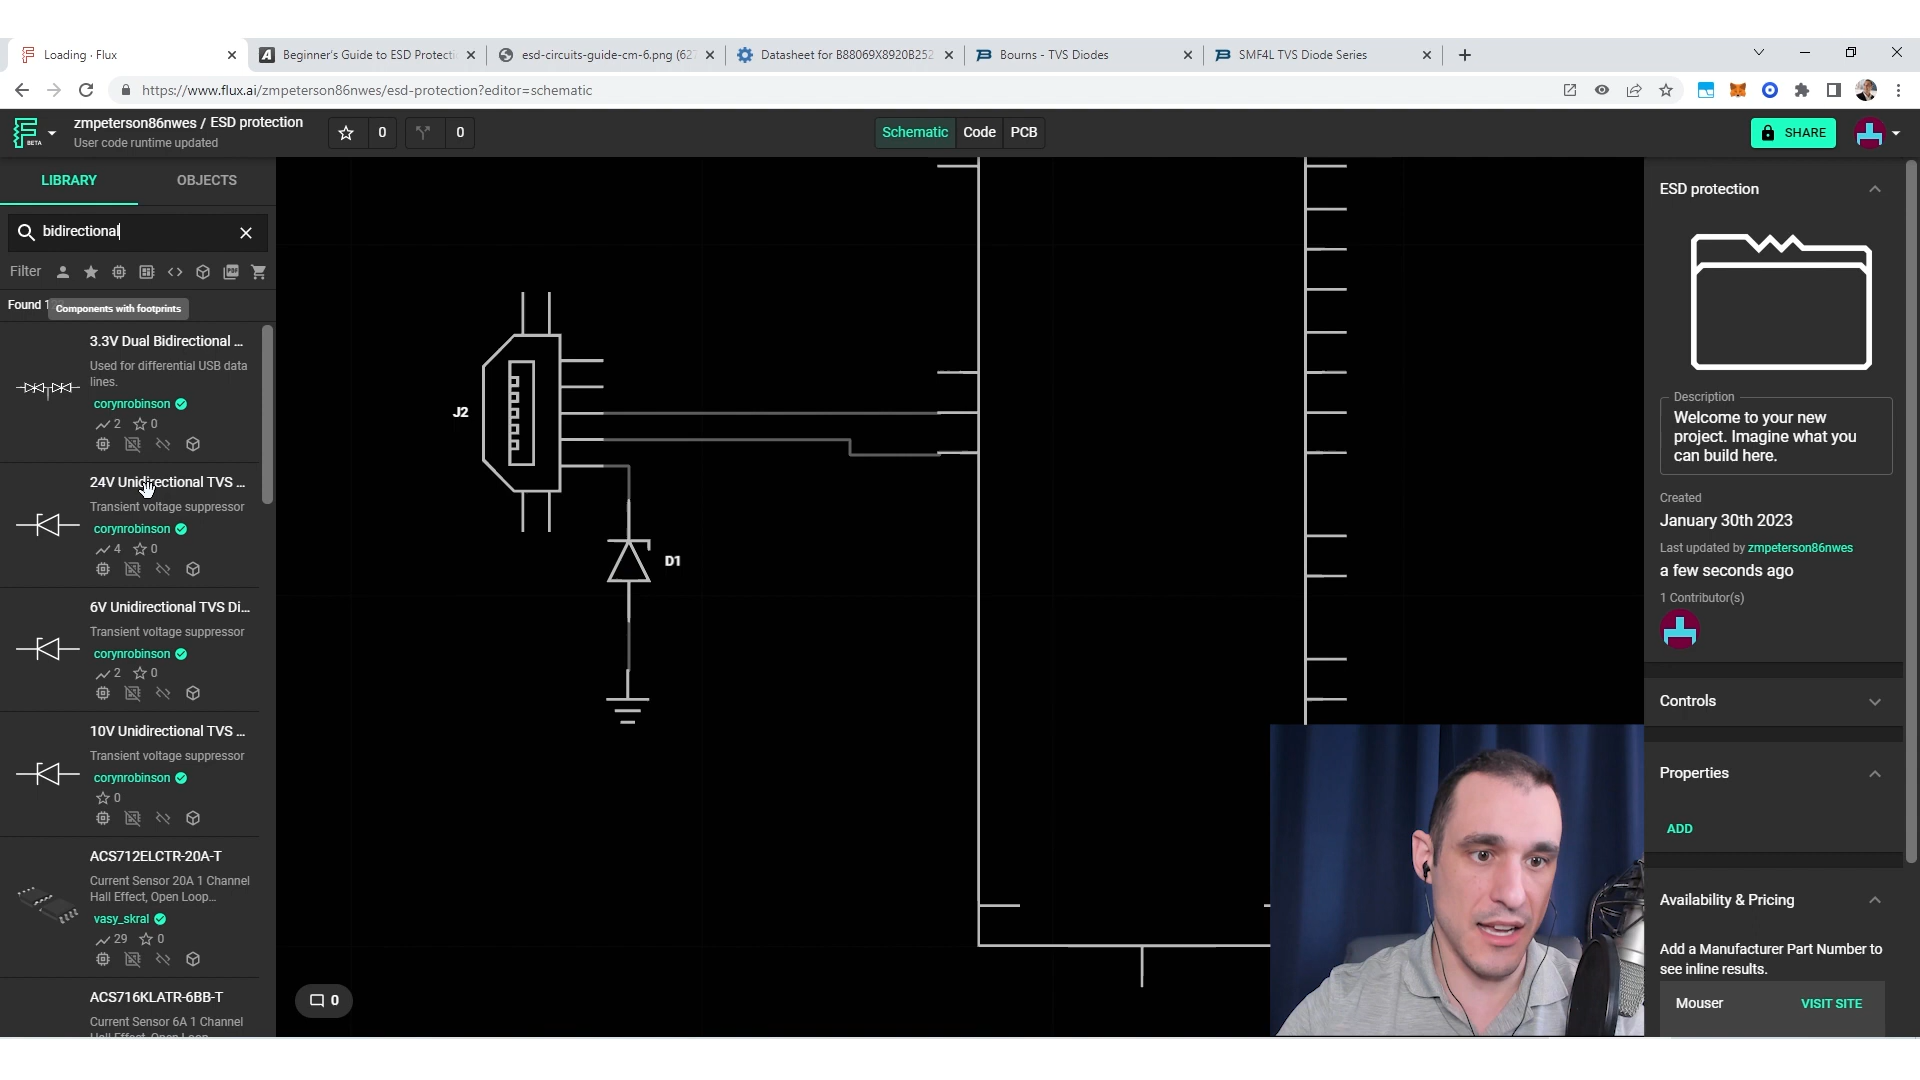 Loading · Flux
Beginner's Guide to ESD Protecti
esd-circuits-guide-cm-6.png (62
Datasheet for B88069X8920B252
Bourns - TVS Diodes
SMF4L TVS Diode Series
https://www.flux.ai/zmpeterson86nwes/esd-protection?editor=schematic
BETA
zmpeterson86nwes / ESD protection
User code runtime updated
0
0
Schematic
Code
PCB
SHARE
LIBRARY
OBJECTS
bidirectional
Filter
PDF
Found 1
Components with footprints
3.3V Dual Bidirectional ...
Used for differential USB data
lines.
corynrobinson
2
0
24V Unidirectional TVS ...
Transient voltage suppressor
corynrobinson
4
0
6V Unidirectional TVS Di...
Transient voltage suppressor
corynrobinson
2
0
10V Unidirectional TVS ...
Transient voltage suppressor
corynrobinson
0
ACS712ELCTR-20A-T
Current Sensor 20A 1 Channel
Hall Effect, Open Loop...
vasy_skral
29
0
ACS716KLATR-6BB-T
Current Sensor 6A 1 Channel
Hall Effect, Open Loop
J2
D1
0
ESD protection
Description
Welcome to your new
project. Imagine what you
can build here.
Created
January 30th 2023
Last updated by zmpeterson86nwes
a few seconds ago
1 Contributor(s)
Controls
Properties
ADD
Availability & Pricing
Add a Manufacturer Part Number to
see inline results.
Mouser
VISIT SITE